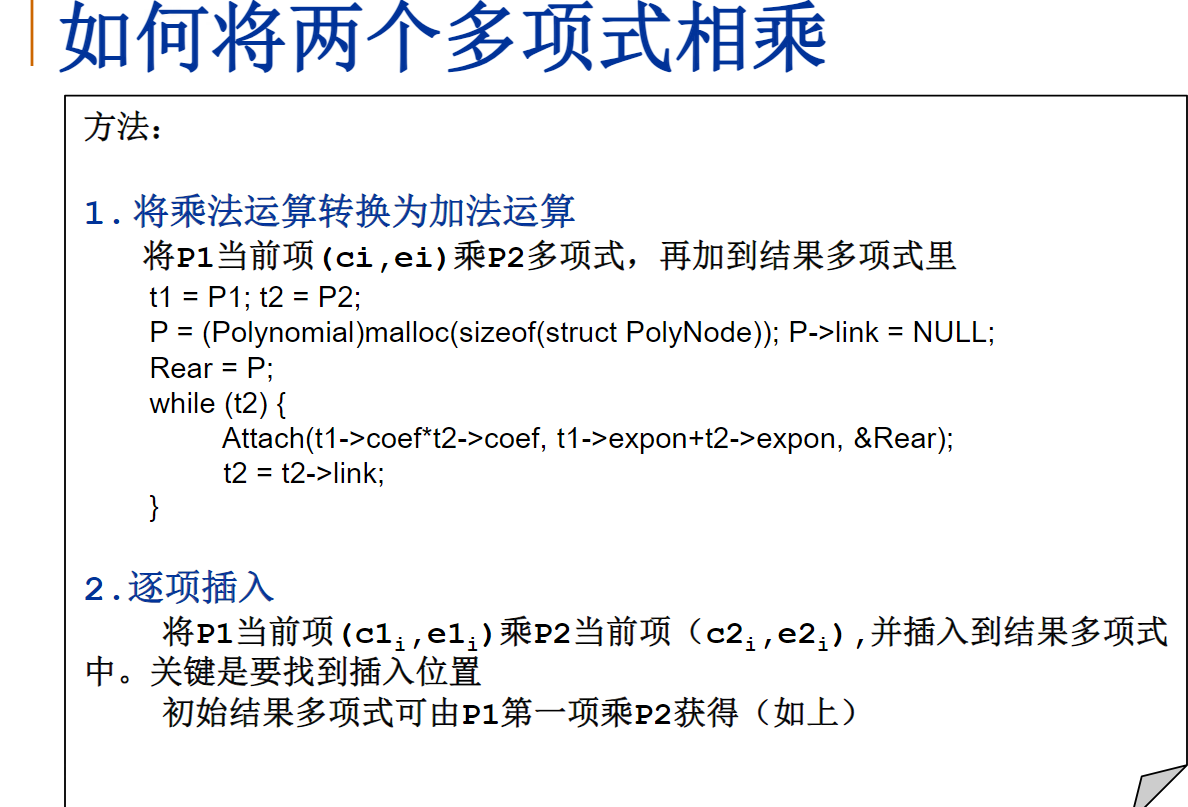 如何将两个多项式相乘
方法：
1.将乘法运算转换为加法运算
将P1当前项(ci,ei)乘P2多项式，再加到结果多项式里
t1 = P1; t2 = P2;
P = (Polynomial)malloc(sizeof(struct PolyNode)); P->link = NULL;
Rear = P;
while (t2) {
Attach(t1->coef*t2->coef, t1->expon+t2->expon, &Rear);
t2 = t2->link;
}
2.逐项插入
将P1当前项(c1i,e1i)乘P2当前项（c2i,e2i),并插入到结果多项式
中。关键是要找到插入位置
初始结果多项式可由P1第一项乘P2获得（如上）